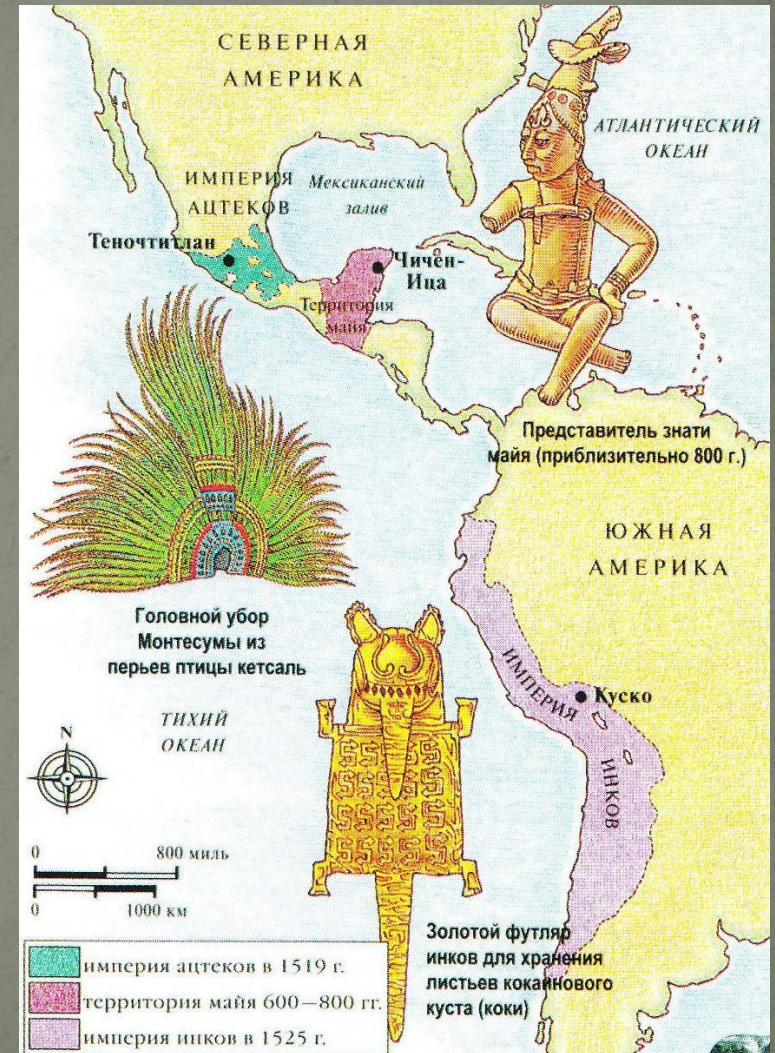 СЕВЕРНАЯ
АМЕРИКА
АТЛАНТИЧЕСКИЙ
ОКЕАН
ИМПЕРИЯ
АЦТЕКОВ
Мексиканский
залив
Теночтитлан
Чичен-
Ица
Территория
майя
Представитель знати
майя (приблизительно 800 г.)
ЮЖНАЯ
АМЕРИКА
Головной убор
Монтесумы из
перьев птицы кетсаль
ИМПЕРИЯ
ИНКОВ
Куско
ТИХИЙ
ОКЕАН
N
0 800 миль
0 1000 км
Золотой футляр
инков для хранения
листьев кокаинового
куста (коки)
империя ацтеков в 1519 г.
территория майя 600—800 гг.
империя инков в 1525 г.